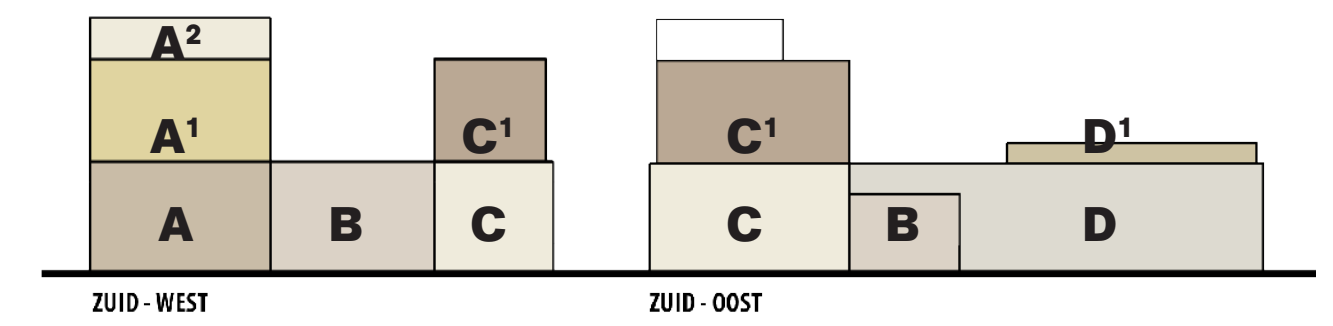 A²
A¹
C¹
A
B
C
ZUID - WEST
C¹
D¹
C
B
D
ZUID - OOST